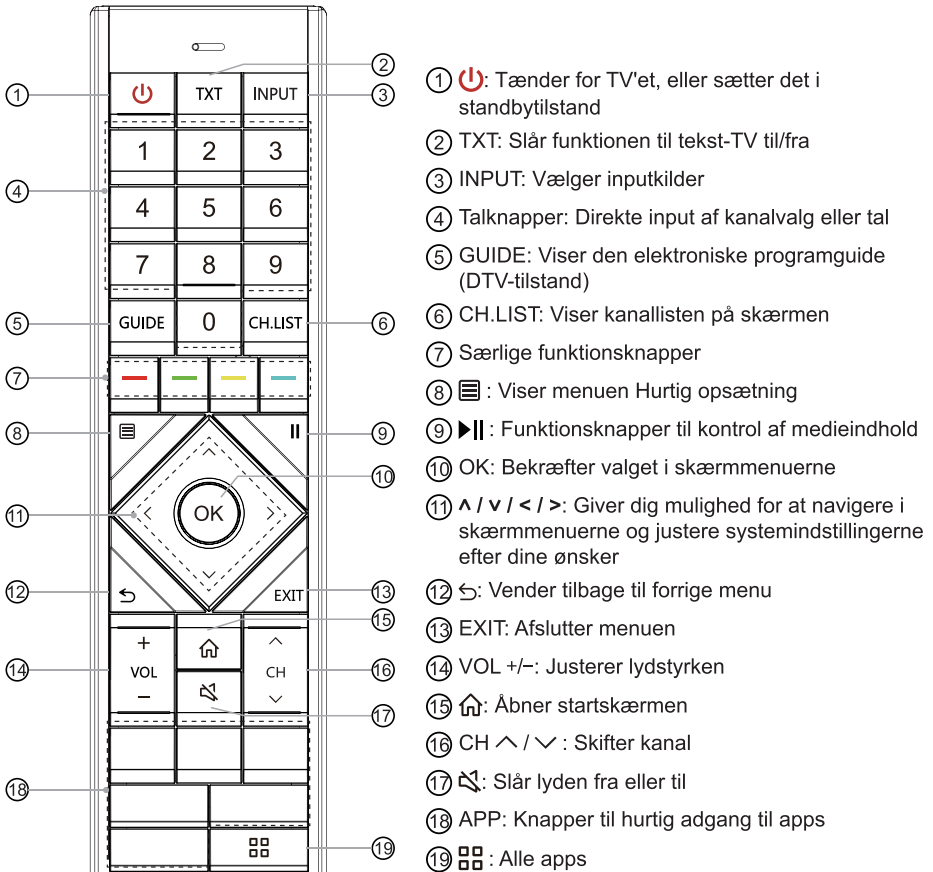 TXT
INPUT
1
2
3
4
5
6
7
8
9
GUIDE
0
CH.LIST
OK
EXIT
+
VOL
−
CH
①
②
③
④
⑤
⑥
⑦
⑧
⑨
⑩
⑪
⑫
⑬
⑮
⑭
⑯
⑰
⑱
⑲
① : Tænder for TV'et, eller sætter det i
standbytilstand
② TXT: Slår funktionen til tekst-TV til/fra
③ INPUT: Vælger inputkilder
④ Talknapper: Direkte input af kanalvalg eller tal
⑤ GUIDE: Viser den elektroniske programguide
(DTV-tilstand)
⑥ CH.LIST: Viser kanallisten på skærmen
⑦ Særlige funktionsknapper
⑧ : Viser menuen Hurtig opsætning
⑨ : Funktionsknapper til kontrol af medieindhold
⑩ OK: Bekræfter valget i skærmmenuerne
⑪ ∧ / ∨ / < / >: Giver dig mulighed for at navigere i
skærmmenuerne og justere systemindstillingerne
efter dine ønsker
⑫ : Vender tilbage til forrige menu
⑬ EXIT: Afslutter menuen
⑭ VOL +/−: Justerer lydstyrken
⑮ : Åbner startskærmen
⑯ CH ∧ / ∨ : Skifter kanal
⑰ : Slår lyden fra eller til
⑱ APP: Knapper til hurtig adgang til apps
⑲ : Alle apps